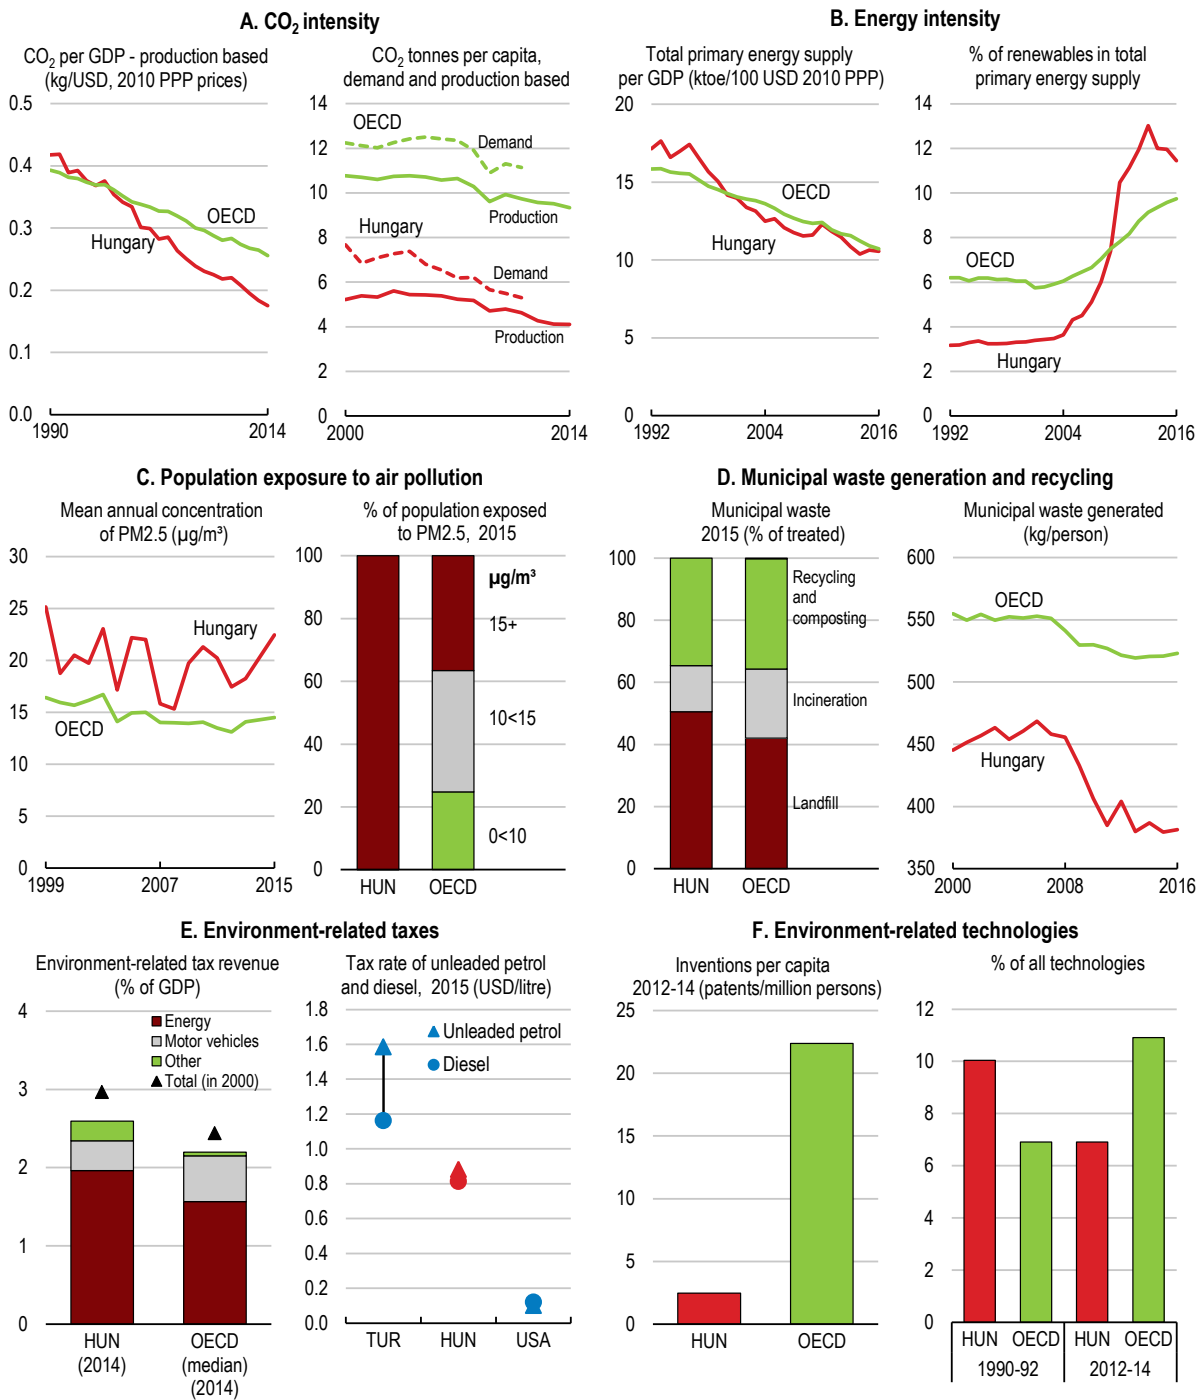 A. CO2 intensity
CO2 per GDP - production based
(kg/USD, 2010 PPP prices)
0.5
0.4
0.3
0.2
0.1
0.0
1990
2014
OECD
Hungary
CO2 tonnes per capita,
demand and production based
14
12
10
8
6
4
2
0
2000
2014
OECD
Demand
Production
Hungary
Demand
Production
B. Energy intensity
Total primary energy supply
per GDP (ktoe/100 USD 2010 PPP)
20
15
10
5
0
1992
2004
2016
OECD
Hungary
% of renewables in total
primary energy supply
14
12
10
8
6
4
2
0
1992
2004
2016
OECD
Hungary
C. Population exposure to air pollution
Mean annual concentration
of PM2.5 (µg/m³)
30
25
20
15
10
5
0
1999
2007
2015
Hungary
OECD
% of population exposed
to PM2.5, 2015
100
80
60
40
20
0
HUN
OECD
µg/m³
15+
10<15
0<10
D. Municipal waste generation and recycling
Municipal waste
2015 (% of treated)
100
80
60
40
20
0
HUN
OECD
Recycling
and
composting
Incineration
Landfill
Municipal waste generated
(kg/person)
600
550
500
450
400
350
2000
2008
2016
OECD
Hungary
E. Environment-related taxes
Environment-related tax revenue
(% of GDP)
4
3
2
1
0
Energy
Motor vehicles
Other
Total (in 2000)
HUN
(2014)
OECD
(median)
(2014)
Tax rate of unleaded petrol
and diesel, 2015 (USD/litre)
1.8
1.6
1.4
1.2
1.0
0.8
0.6
0.4
0.2
0.0
Unleaded petrol
Diesel
TUR
HUN
USA
F. Environment-related technologies
Inventions per capita
2012-14 (patents/million persons)
25
20
15
10
5
0
HUN
OECD
% of all technologies
12
10
8
6
4
2
0
HUN
OECD
HUN
OECD
1990-92
2012-14